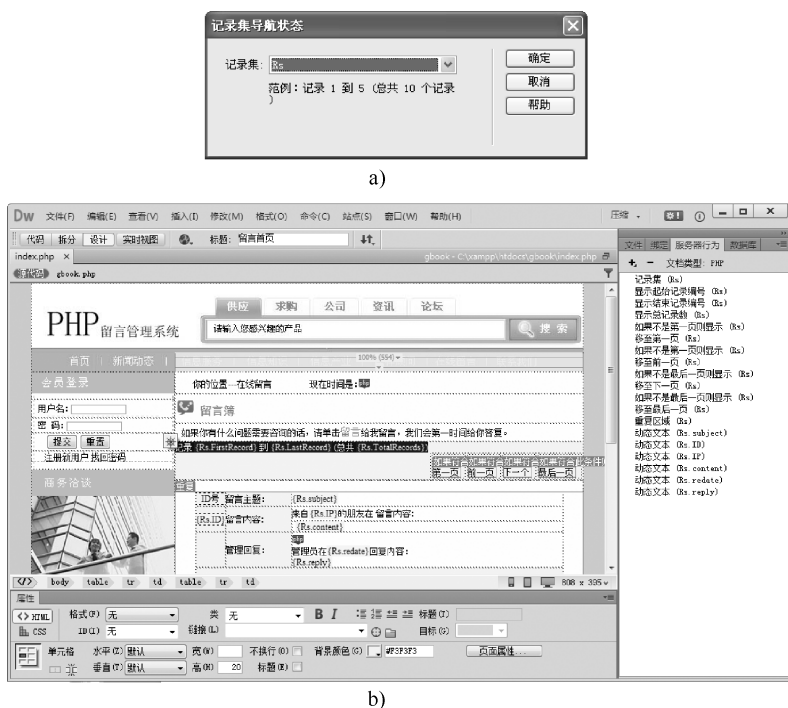 记录集导航状态
记录集: Rs
范例：记录 1 到 5 (总共 10 个记录
)
确定
取消
帮助
a)
Dw 文件(F) 编辑(E) 查看(V) 插入(I) 修改(M) 格式(O) 命令(C) 站点(S) 窗口(W) 帮助(H) 压缩
代码 拆分 设计 实时视图 标题: 留言首页
index.php × gbook - C:\xampp\htdocs\gbook\index.php
源代码 gbook.php
供应 求购 公司 资讯 论坛
PHP留言管理系统
请输入您感兴趣的产品 搜 索
首页 | 新闻动态 |
100% (554)
会员登录
你的位置--在线留言 现在时间是:
用户名:
密 码:
提交 重置
注册新用户 找回密码
商务洽谈
留言簿
如果你有什么问题需要咨询的话，请单击留言给我留言，我们会第一时间给你答复。
记录 {Rs.FirstRecord} 到 {Rs.LastRecord} (总共 {Rs.TotalRecords})
第一页 前一页 下一个 最后一页
重复
ID号 留言主题: {Rs.subject}
{Rs.ID} 留言内容: 来自 {Rs.IP}的朋友在 留言内容:
{Rs.content}
管理回复: 管理员在{Rs.redate}回复内容:
{Rs.reply}
</> body table tr td table tr td 808 x 395
文件 绑定 服务器行为 数据库
+. - 文档类型: PHP
记录集 (Rs)
显示起始记录编号 (Rs)
显示结束记录编号 (Rs)
显示总记录数 (Rs)
如果不是第一页则显示 (Rs)
移至第一页 (Rs)
如果不是第一页则显示 (Rs)
移至前一页 (Rs)
如果不是最后一页则显示 (Rs)
移至下一页 (Rs)
如果不是最后一页则显示 (Rs)
移至最后一页 (Rs)
重复区域 (Rs)
动态文本 (Rs.subject)
动态文本 (Rs.ID)
动态文本 (Rs.IP)
动态文本 (Rs.content)
动态文本 (Rs.redate)
动态文本 (Rs.reply)
属性
<> HTML 格式(F) 无 类 无 B I 标题(T)
CSS ID(I) 无 链接(L) 目标(G)
单元格 水平(Z) 默认 宽(W) 不换行(O) 背景颜色(G) #F3F3F3 页面属性...
垂直(T) 默认 高(H) 20 标题(E)
b)